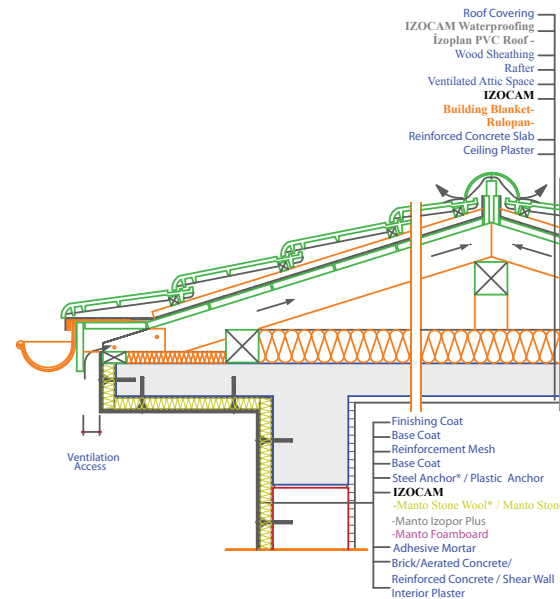 Roof Covering
IZOCAM Waterproofing
İzoplan PVC Roof -
Wood Sheathing
Rafter
Ventilated Attic Space
IZOCAM
Building Blanket-
Rulopan-
Reinforced Concrete Slab
Ceiling Plaster
Ventilation
Access
Finishing Coat
Base Coat
Reinforcement Mesh
Base Coat
Steel Anchor* / Plastic Anchor
IZOCAM
-Manto Stone Wool* / Manto Stone
-Manto Izopor Plus
-Manto Foamboard
Adhesive Mortar
Brick/Aerated Concrete/
Reinforced Concrete / Shear Wall
Interior Plaster